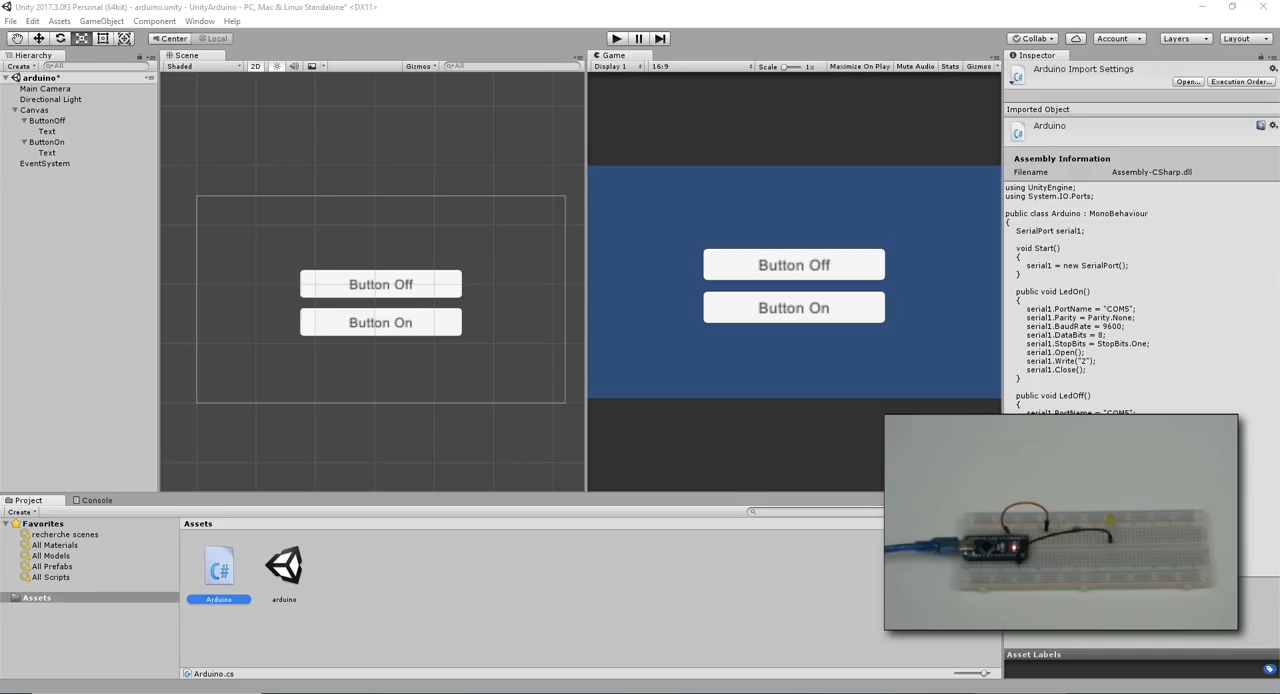 Unity 2017.3.0f3 Personal (64bit) - arduino.unity - UnityArduino - PC, Mac & Linux Standalone* <DX11>
File Edit Assets GameObject Component Window Help
Center Local Collab Account Layers Layout
Hierarchy
Create All
arduino*
Main Camera
Directional Light
Canvas
ButtonOff
Text
ButtonOn
Text
EventSystem
Scene
Shaded 2D Gizmos All
Button Off
Button On
Game
Display 1 16:9 Scale 1x Maximize On Play Mute Audio Stats Gizmos
Button Off
Button On
Inspector
Arduino Import Settings
Open... Execution Order...
Imported Object
Arduino
Assembly Information
Filename Assembly-CSharp.dll
using UnityEngine;
using System.IO.Ports;
public class Arduino : MonoBehaviour
{
SerialPort serial1;
void Start()
{
serial1 = new SerialPort();
}
public void LedOn()
{
serial1.PortName = "COM5";
serial1.Parity = Parity.None;
serial1.BaudRate = 9600;
serial1.DataBits = 8;
serial1.StopBits = StopBits.One;
serial1.Open();
serial1.Write("2");
serial1.Close();
}
public void LedOff()
{
serial1.PortName = "COM5";
Project Console
Create
Favorites
recherche scenes
All Materials
All Models
All Prefabs
All Scripts
Assets
Assets
C#
Arduino
arduino
Arduino.cs
Asset Labels